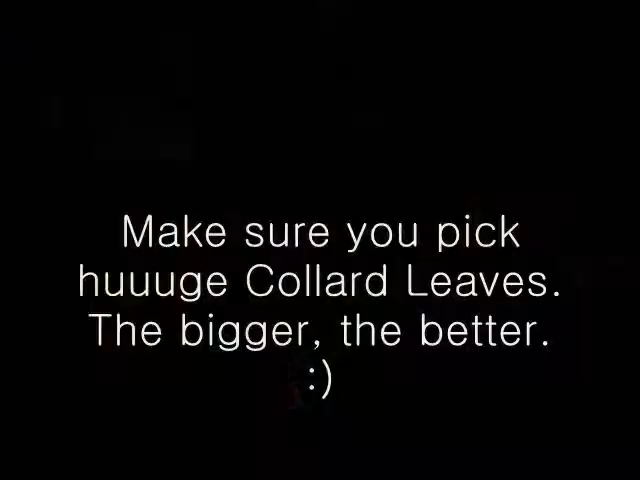 Make sure you pick
huuuge Collard Leaves.
The bigger, the better.
:)